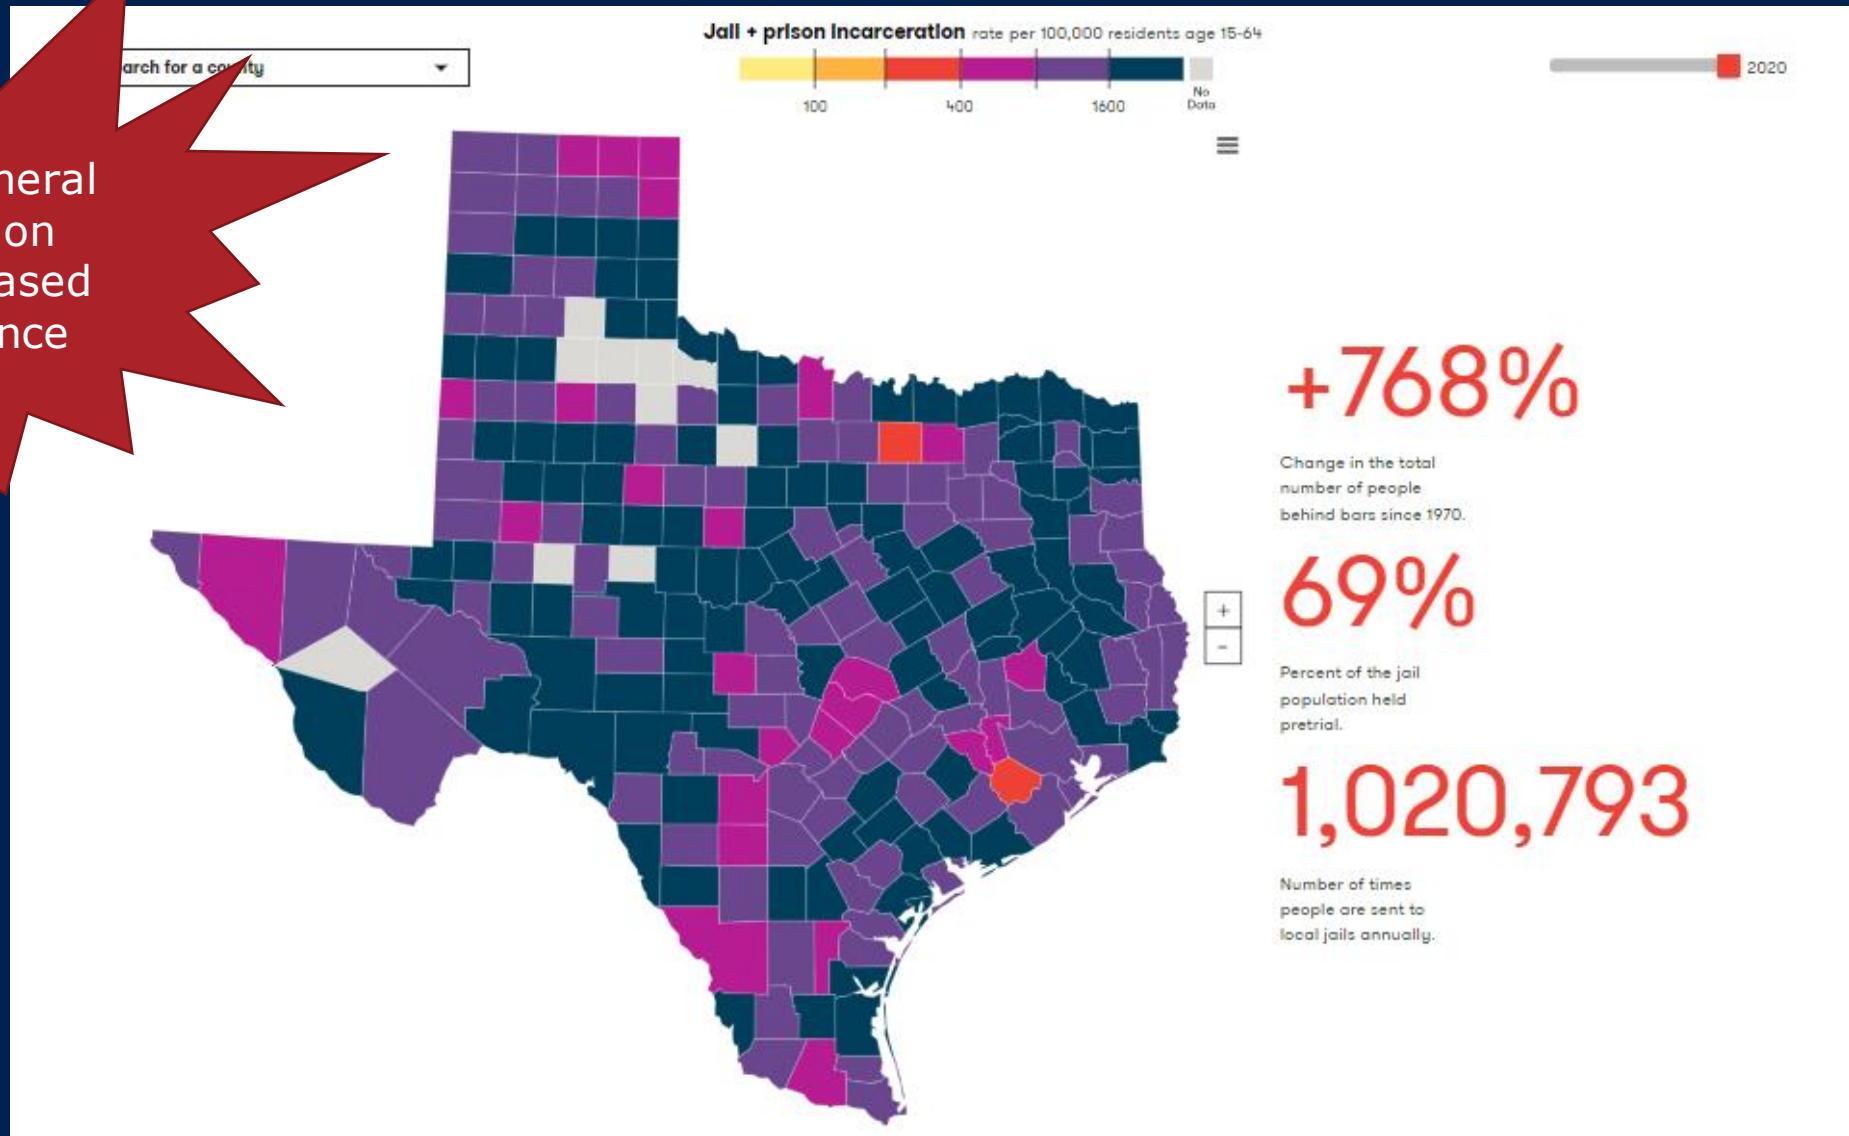 Jail + prison incarceration rate per 100,000 residents age 15-64
arch for a county
2020
100
400
1600
No
Data
neral
on
ased
nce
+768%
Change in the total
number of people
behind bars since 1970.
69%
+
-
Percent of the jail
population held
pretrial.
1,020,793
Number of times
people are sent to
local jails annually.